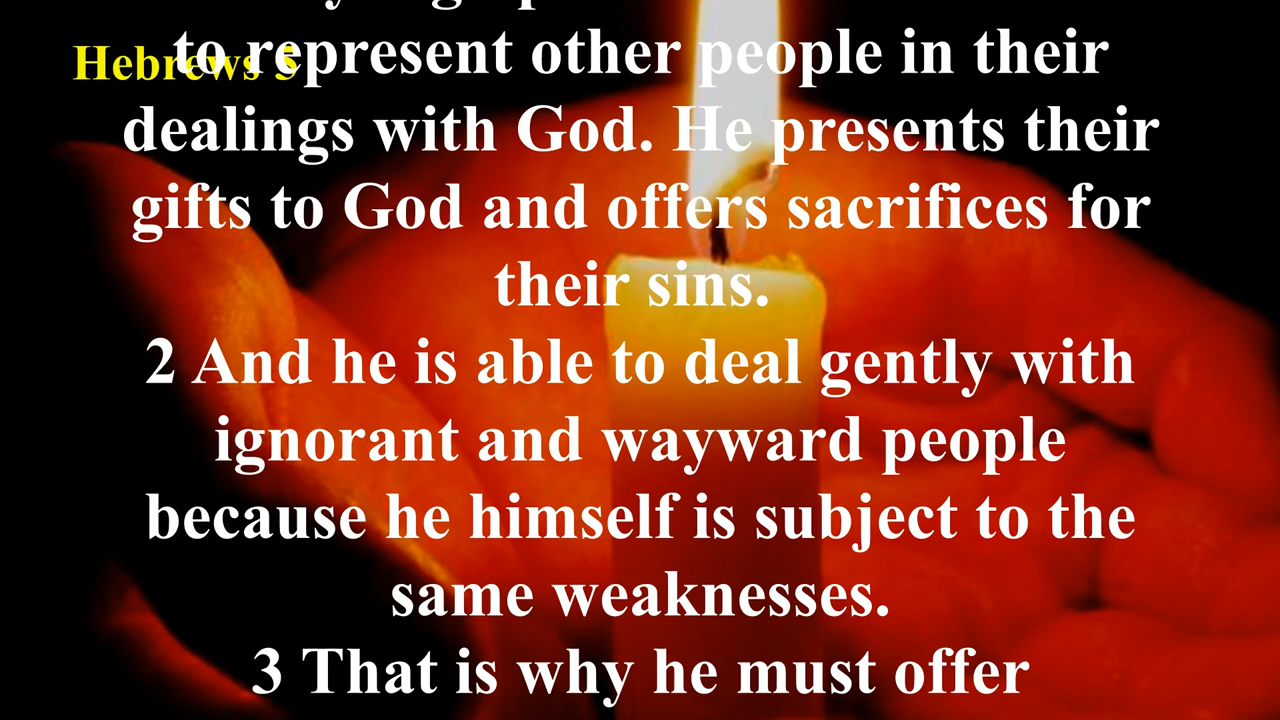 Hebrews 5
to represent other people in their
dealings with God. He presents their
gifts to God and offers sacrifices for
their sins.
2 And he is able to deal gently with
ignorant and wayward people
because he himself is subject to the
same weaknesses.
3 That is why he must offer